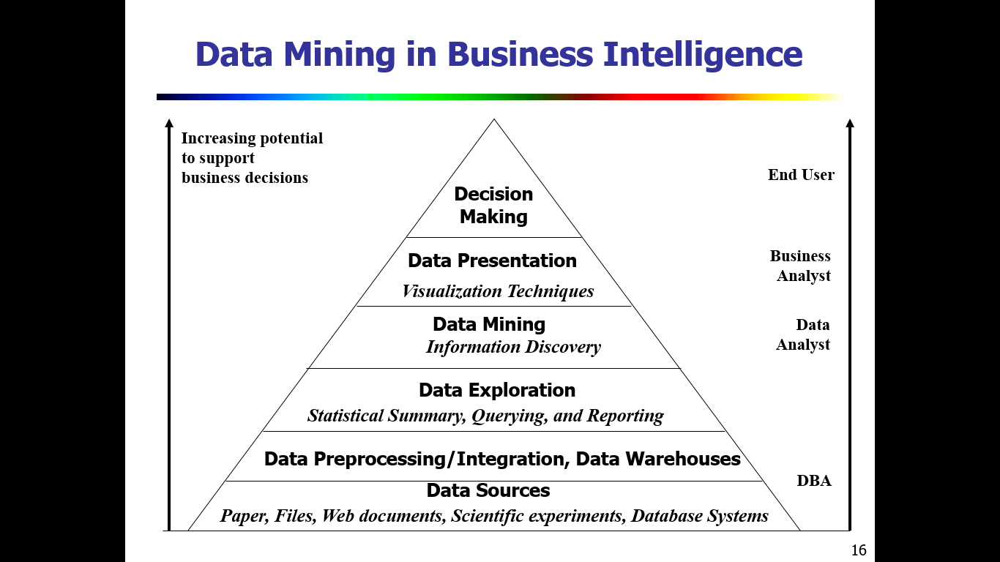 Data Mining in Business Intelligence
Increasing potential
to support
business decisions
End User
Decision
Making
Business
Analyst
Data Presentation
Visualization Techniques
Data Mining
Information Discovery
Data
Analyst
Data Exploration
Statistical Summary, Querying, and Reporting
Data Preprocessing/Integration, Data Warehouses
DBA
Data Sources
Paper, Files, Web documents, Scientific experiments, Database Systems
16